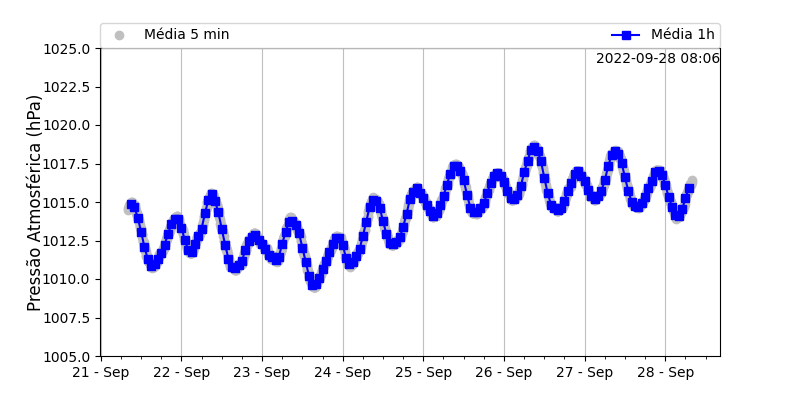 Média 5 min
Média 1h
2022-09-28 08:06
Pressão Atmosférica (hPa)
1025.0
1022.5
1020.0
1017.5
1015.0
1012.5
1010.0
1007.5
1005.0
21 - Sep
22 - Sep
23 - Sep
24 - Sep
25 - Sep
26 - Sep
27 - Sep
28 - Sep